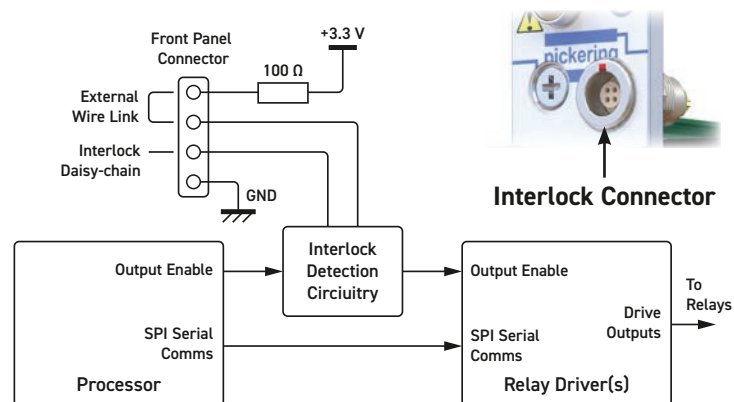 Front Panel
Connector
+3.3 V
100 Ω
External
Wire Link
Interlock
Daisy-chain
GND
pickering
Interlock Connector
Output Enable
SPI Serial
Comms
Processor
Interlock
Detection
Circiuitry
Output Enable
SPI Serial
Comms
Drive
Outputs
Relay Driver(s)
To
Relays